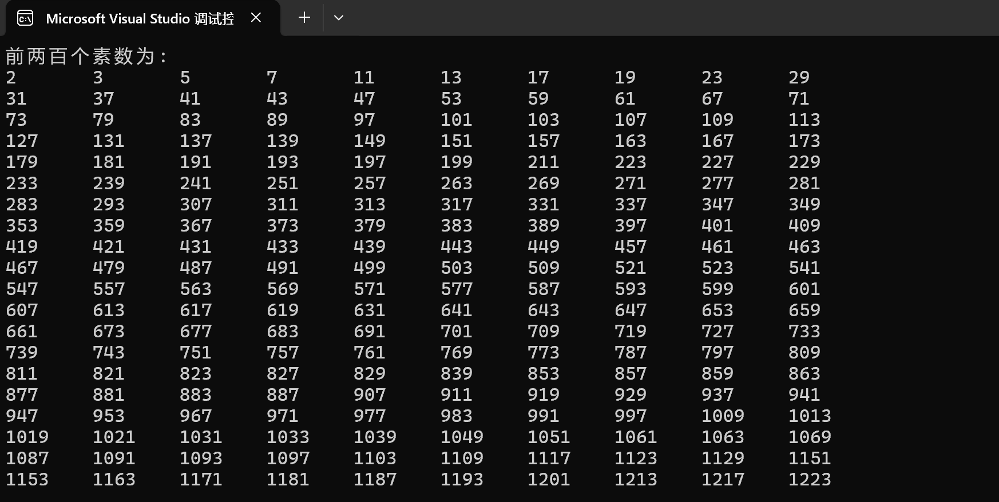 Microsoft Visual Studio 调试控
前两百个素数为:
2 3 5 7 11 13 17 19 23 29
31 37 41 43 47 53 59 61 67 71
73 79 83 89 97 101 103 107 109 113
127 131 137 139 149 151 157 163 167 173
179 181 191 193 197 199 211 223 227 229
233 239 241 251 257 263 269 271 277 281
283 293 307 311 313 317 331 337 347 349
353 359 367 373 379 383 389 397 401 409
419 421 431 433 439 443 449 457 461 463
467 479 487 491 499 503 509 521 523 541
547 557 563 569 571 577 587 593 599 601
607 613 617 619 631 641 643 647 653 659
661 673 677 683 691 701 709 719 727 733
739 743 751 757 761 769 773 787 797 809
811 821 823 827 829 839 853 857 859 863
877 881 883 887 907 911 919 929 937 941
947 953 967 971 977 983 991 997 1009 1013
1019 1021 1031 1033 1039 1049 1051 1061 1063 1069
1087 1091 1093 1097 1103 1109 1117 1123 1129 1151
1153 1163 1171 1181 1187 1193 1201 1213 1217 1223